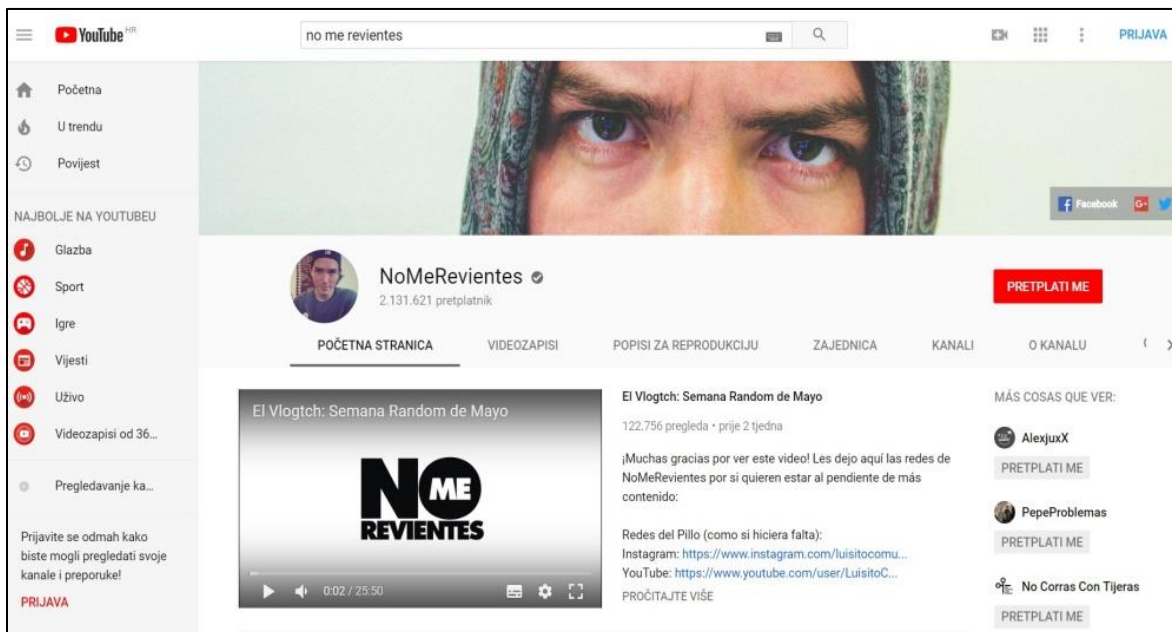 YouTube HR
no me revientes
PRIJAVA
Početna
U trendu
Povijest
NAJBOLJE NA YOUTUBEU
Glazba
Sport
Igre
Vijesti
Uživo
Videozapisi od 36...
Pregledavanje ka...
Prijavite se odmah kako
biste mogli pregledati svoje
kanale i preporuke!
PRIJAVA
Facebook
G+
NoMeRevientes
2.131.621 pretplatnik
PRETPLATI ME
POČETNA STRANICA
VIDEOZAPISI
POPISI ZA REPRODUKCIJU
ZAJEDNICA
KANALI
O KANALU
El Vlogtch: Semana Random de Mayo
NO ME
REVIENTES
0:02 / 25:50
El Vlogtch: Semana Random de Mayo
122.756 pregleda • prije 2 tjedna
¡Muchas gracias por ver este video! Les dejo aquí las redes de
NoMeRevientes por si quieren estar al pendiente de más
contenido:
Redes del Pillo (como si hiciera falta):
Instagram: https://www.instagram.com/luisitocomu...
YouTube: https://www.youtube.com/user/LuisitoC...
PROČITAJTE VIŠE
MÁS COSAS QUE VER:
AlexjuxX
PRETPLATI ME
PepeProblemas
PRETPLATI ME
No Corras Con Tijeras
PRETPLATI ME